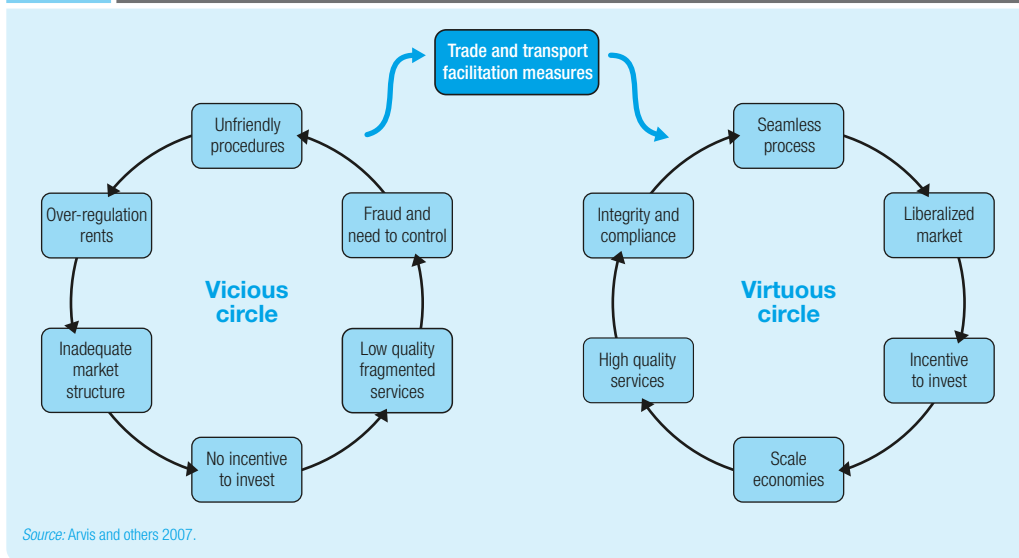 Trade and transport
facilitation measures
Unfriendly
procedures
Over-regulation
rents
Fraud and
need to control
Vicious
circle
Inadequate
market
structure
Low quality
fragmented
services
No incentive
to invest
Seamless
process
Integrity and
compliance
Liberalized
market
Virtuous
circle
High quality
services
Incentive
to invest
Scale
economies
Source: Arvis and others 2007.